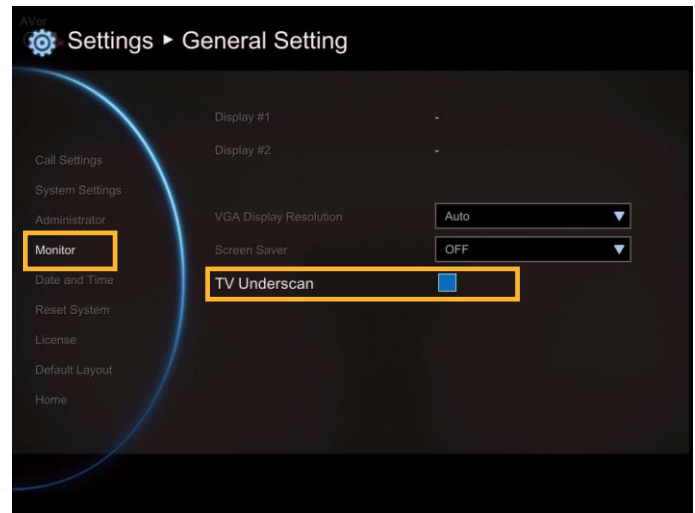 AVer
Settings ► General Setting
Display #1 -
Display #2 -
Call Settings
System Settings
Administrator
VGA Display Resolution Auto
Monitor
Screen Saver OFF
Date and Time
TV Underscan
Reset System
License
Default Layout
Home